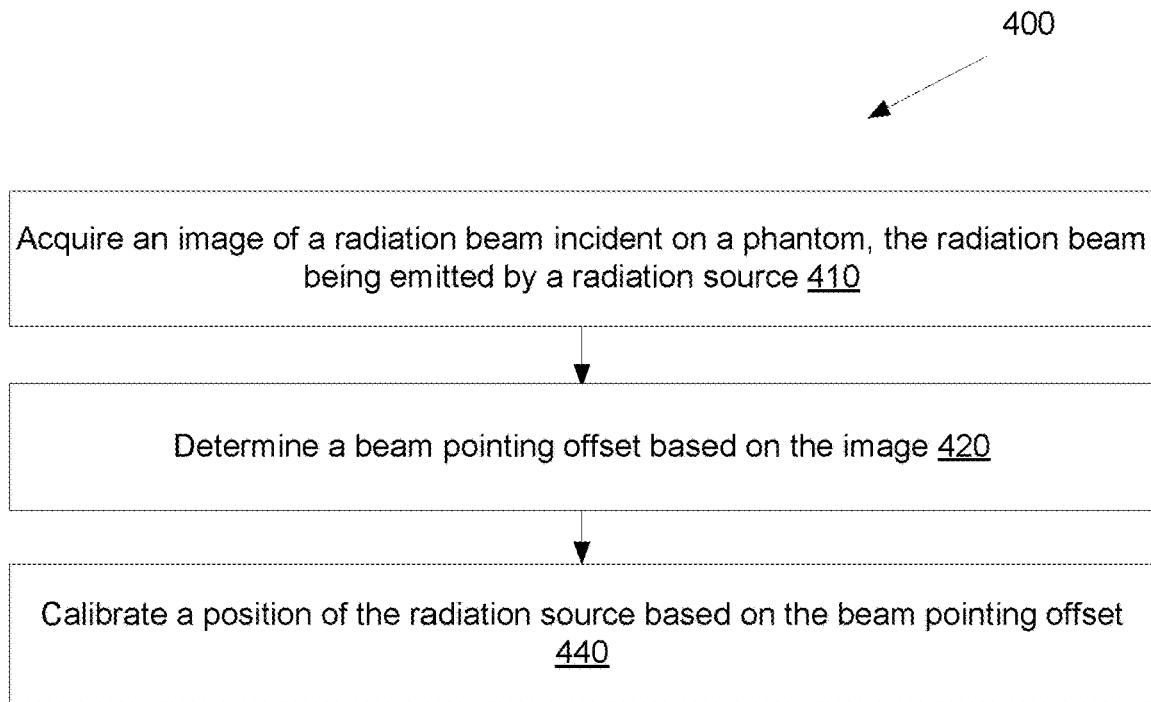 400
Acquire an image of a radiation beam incident on a phantom, the radiation beam
being emitted by a radiation source 410
Determine a beam pointing offset based on the image 420
Calibrate a position of the radiation source based on the beam pointing offset
440